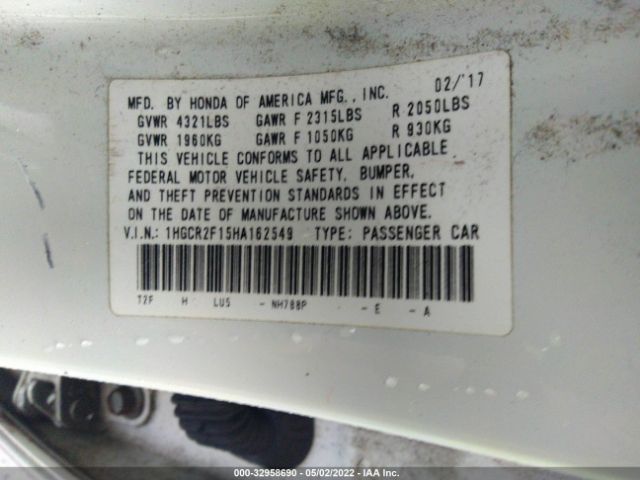 MFD. BY HONDA OF AMERICA MFG., INC. 02/'17
GVWR 4321LBS GAWR F 2315LBS R 2050LBS
GVWR 1960KG GAWR F 1050KG R 930KG
THIS VEHICLE CONFORMS TO ALL APPLICABLE
FEDERAL MOTOR VEHICLE SAFETY, BUMPER,
AND THEFT PREVENTION STANDARDS IN EFFECT
ON THE DATE OF MANUFACTURE SHOWN ABOVE.
V.I.N.: 1HGCR2F15HA162549 TYPE: PASSENGER CAR
T2F H LUS - NH788P - E - A
000-32958690 - 05/02/2022 - IAA Inc.